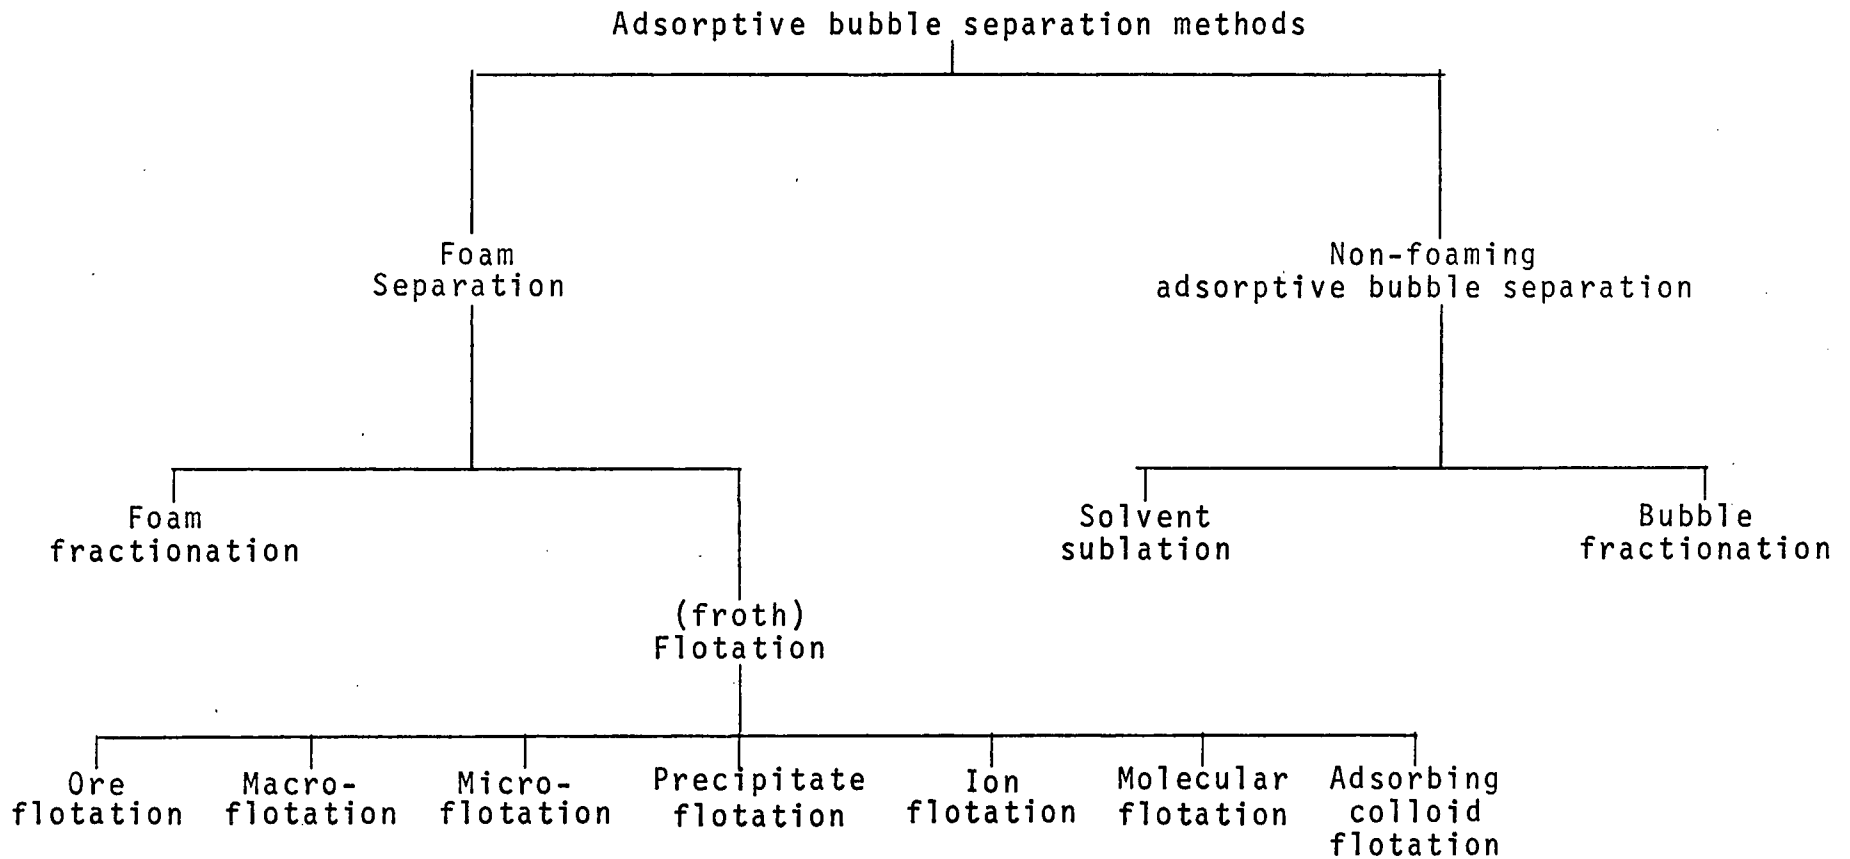 Adsorptive bubble separation methods
Foam
Separation
Non-foaming
adsorptive bubble separation
Foam
fractionation
Solvent
sublation
Bubble
fractionation
(froth)
Flotation
Ore
flotation
Macro-
flotation
Micro-
flotation
Precipitate
flotation
Ion
flotation
Molecular
flotation
Adsorbing
colloid
flotation